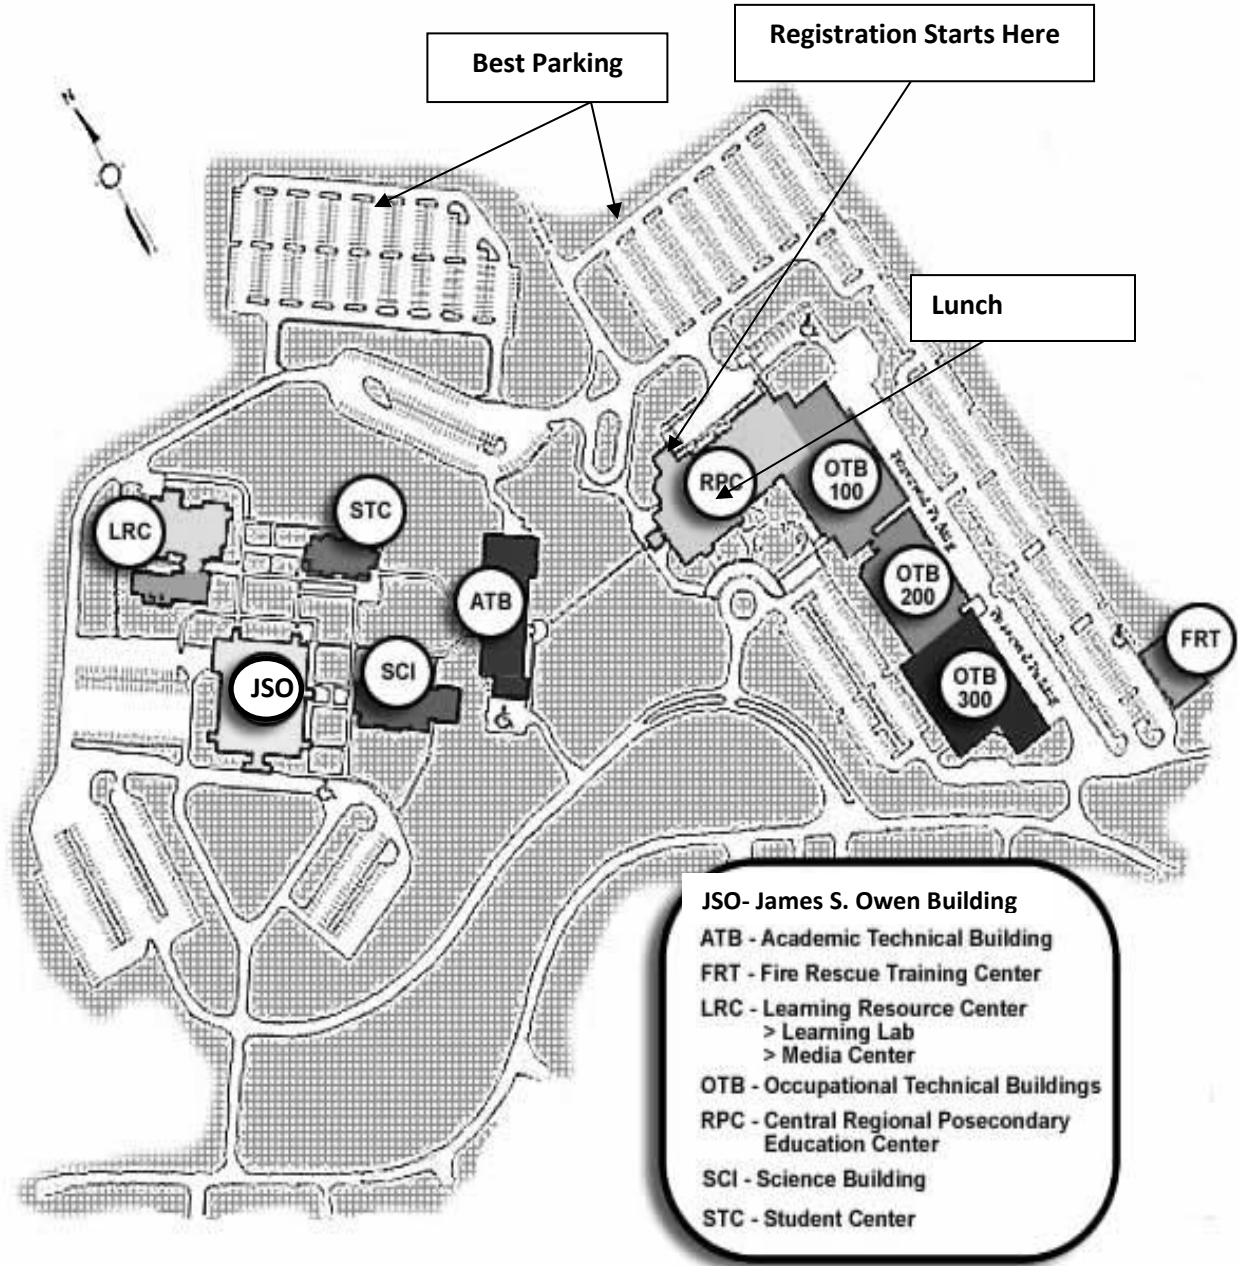 Registration Starts Here
Best Parking
N
Lunch
RPC
OTB
100
LRC
STC
OTB
200
ATB
FRT
SCI
JSO
OTB
300
JSO- James S. Owen Building
ATB - Academic Technical Building
FRT - Fire Rescue Training Center
LRC - Learning Resource Center
> Learning Lab
> Media Center
OTB - Occupational Technical Buildings
RPC - Central Regional Posecondary
Education Center
SCI - Science Building
STC - Student Center